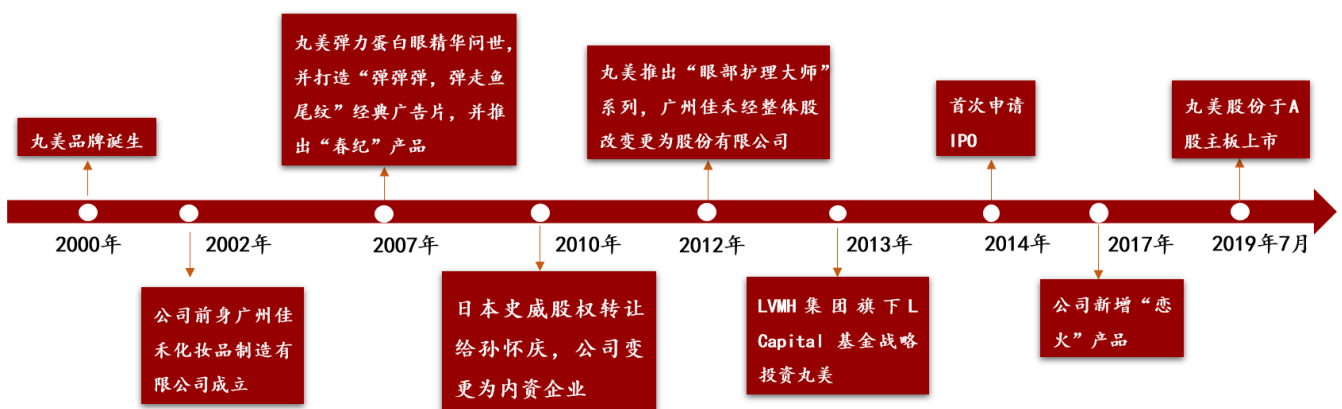 丸美品牌诞生
丸美弹力蛋白眼精华问世，
并打造“弹弹弹，弹走鱼
尾纹”经典广告片，并推
出“春纪”产品
丸美推出“眼部护理大师”
系列，广州佳禾经整体股
改变更为股份有限公司
首次申请
IPO
丸美股份于A
股主板上市
2000年
2002年
2007年
2010年
2012年
2013年
2014年
2017年
2019年7月
公司前身广州佳
禾化妆品制造有
限公司成立
日本史威股权转让
给孙怀庆，公司变
更为内资企业
LVMH集团旗下L
Capital 基金战略
投资丸美
公司新增“恋
火”产品